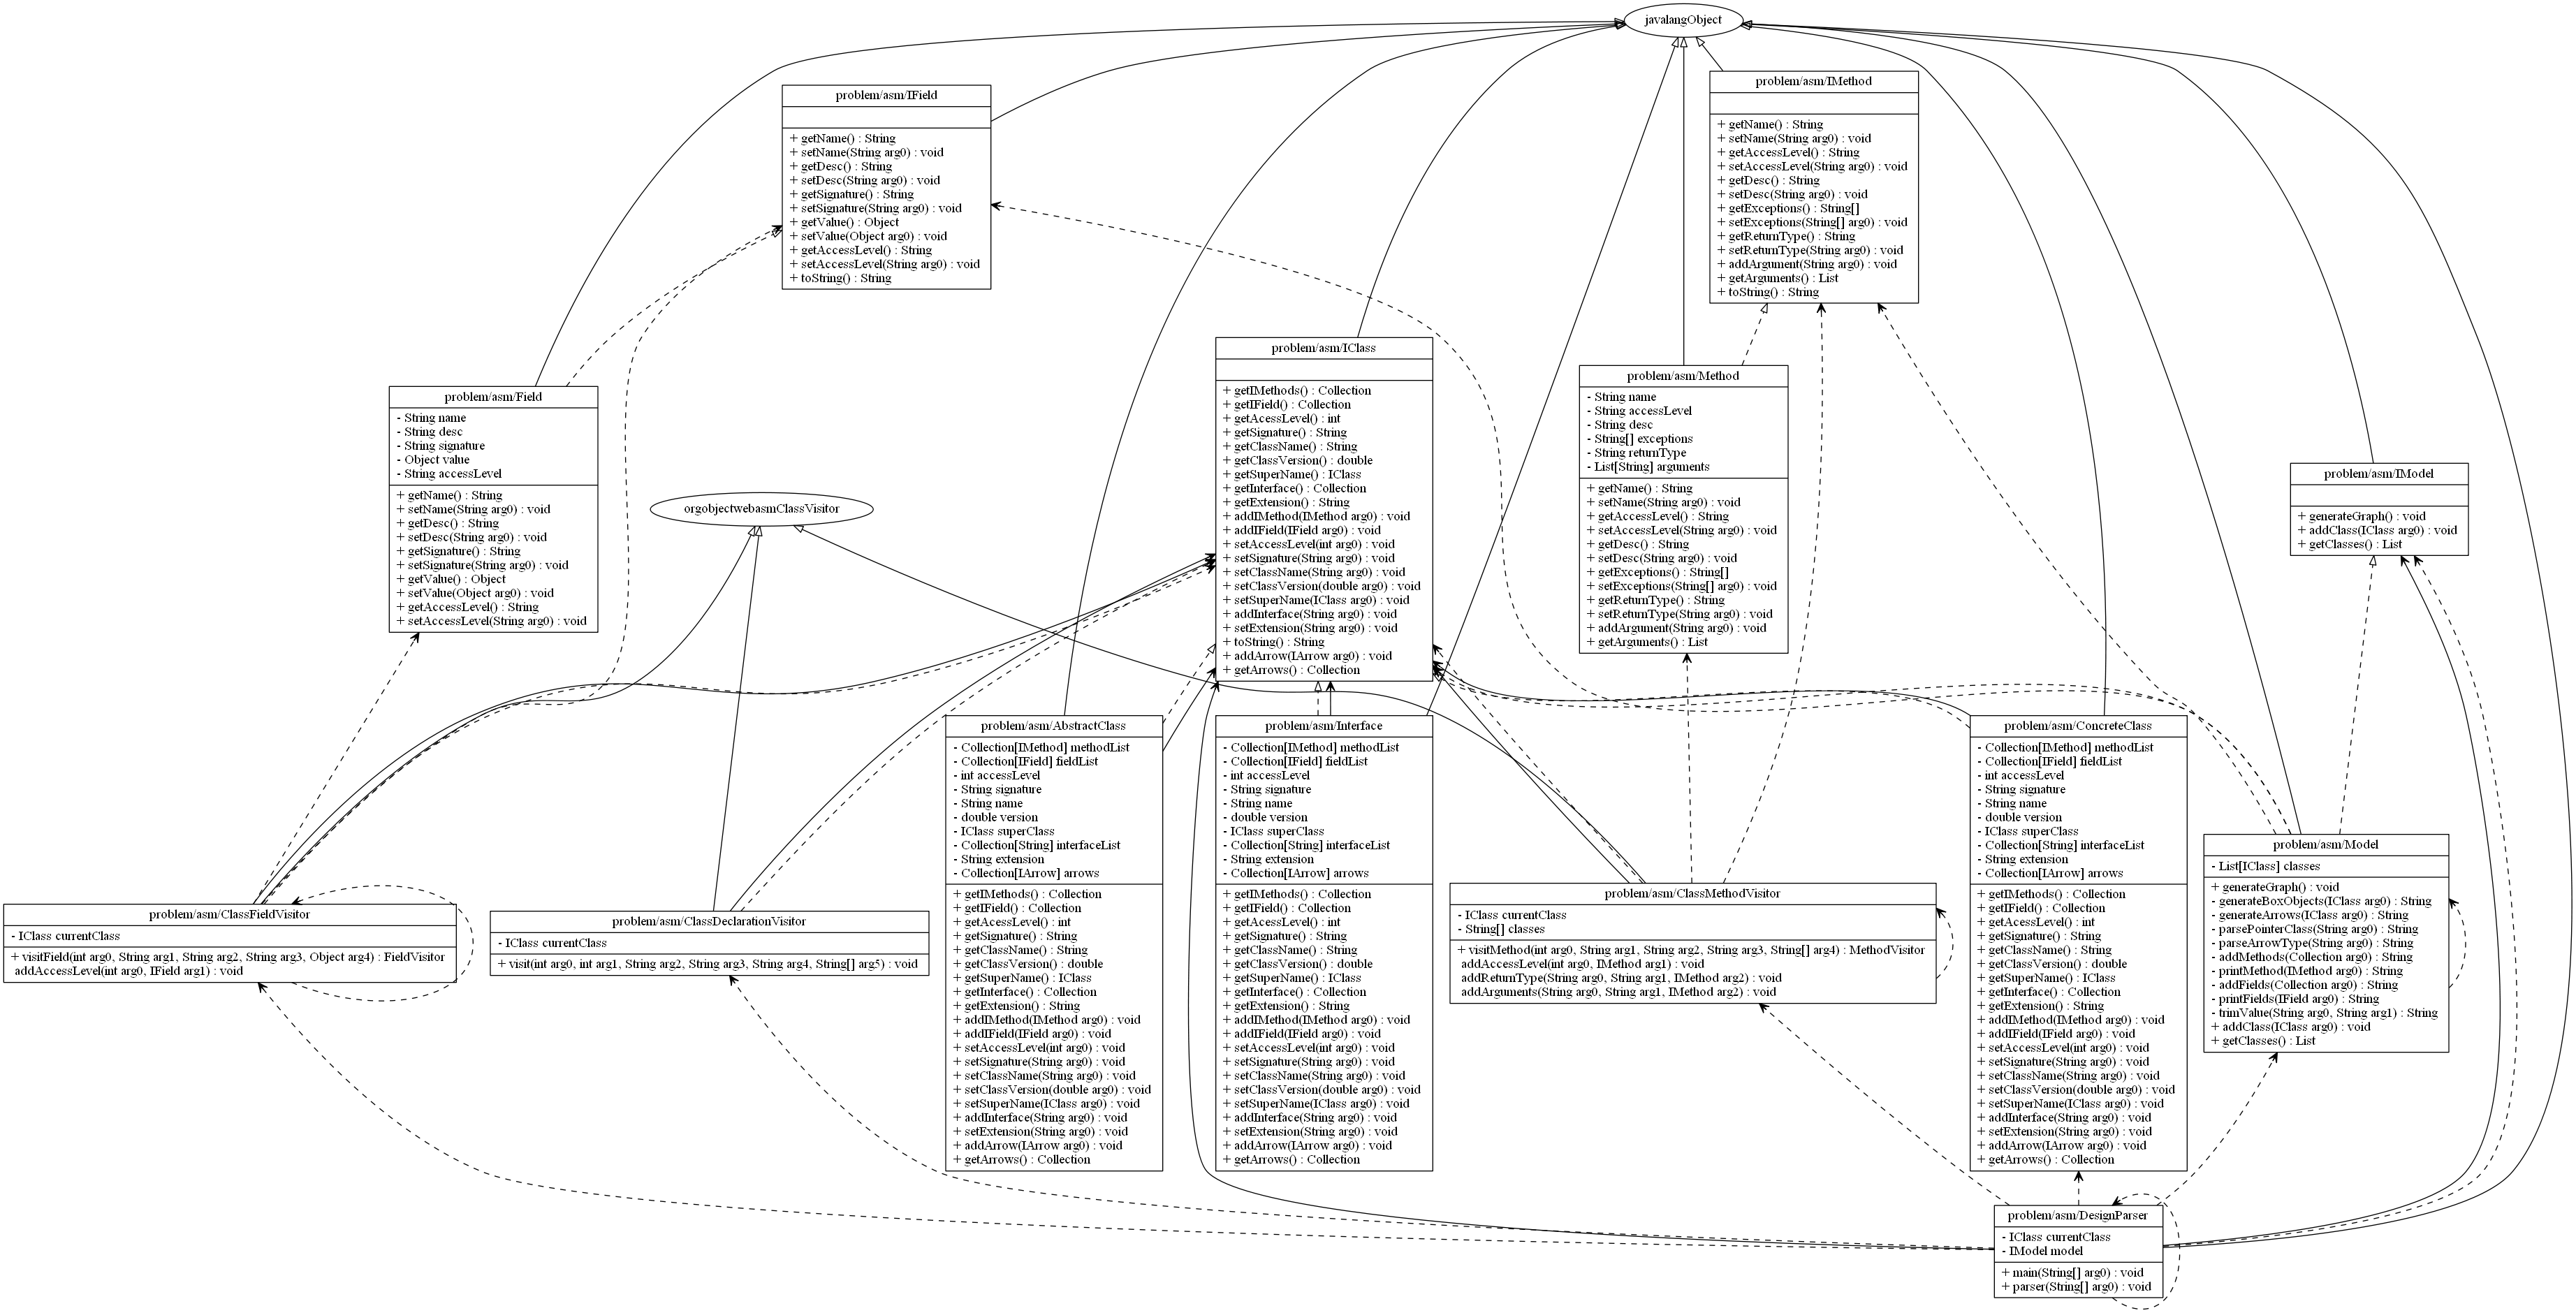 javalangObject
problem/asm/IMethod
+ getName() : String
+ setName(String arg0) : void
+ getAccessLevel() : String
+ setAccessLevel(String arg0) : void
+ getDesc() : String
+ setDesc(String arg0) : void
+ getExceptions() : String[]
+ setExceptions(String[] arg0) : void
+ getReturnType() : String
+ setReturnType(String arg0) : void
+ addArgument(String arg0) : void
+ getArguments() : List
+ toString() : String
problem/asm/IField
+ getName() : String
+ setName(String arg0) : void
+ getDesc() : String
+ setDesc(String arg0) : void
+ getSignature() : String
+ setSignature(String arg0) : void
+ getValue() : Object
+ setValue(Object arg0) : void
+ getAccessLevel() : String
+ setAccessLevel(String arg0) : void
+ toString() : String
problem/asm/IClass
+ getIMethods() : Collection
+ getIField() : Collection
+ getAcessLevel() : int
+ getSignature() : String
+ getClassName() : String
+ getClassVersion() : double
+ getSuperName() : IClass
+ getInterface() : Collection
+ getExtension() : String
+ addIMethod(IMethod arg0) : void
+ addIField(IField arg0) : void
+ setAccessLevel(int arg0) : void
+ setSignature(String arg0) : void
+ setClassName(String arg0) : void
+ setClassVersion(double arg0) : void
+ setSuperName(IClass arg0) : void
+ addInterface(String arg0) : void
+ setExtension(String arg0) : void
+ toString() : String
+ addArrow(IArrow arg0) : void
+ getArrows() : Collection
problem/asm/Method
- String name
- String accessLevel
- String desc
- String[] exceptions
- String returnType
- List[String] arguments
+ getName() : String
+ setName(String arg0) : void
+ getAccessLevel() : String
+ setAccessLevel(String arg0) : void
+ getDesc() : String
+ setDesc(String arg0) : void
+ getExceptions() : String[]
+ setExceptions(String[] arg0) : void
+ getReturnType() : String
+ setReturnType(String arg0) : void
+ addArgument(String arg0) : void
+ getArguments() : List
problem/asm/Field
- String name
- String desc
- String signature
- Object value
- String accessLevel
+ getName() : String
+ setName(String arg0) : void
+ getDesc() : String
+ setDesc(String arg0) : void
+ getSignature() : String
+ setSignature(String arg0) : void
+ getValue() : Object
+ setValue(Object arg0) : void
+ getAccessLevel() : String
+ setAccessLevel(String arg0) : void
problem/asm/IModel
+ generateGraph() : void
+ addClass(IClass arg0) : void
+ getClasses() : List
orgobjectwebasmClassVisitor
problem/asm/AbstractClass
- Collection[IMethod] methodList
- Collection[IField] fieldList
- int accessLevel
- String signature
- String name
- double version
- IClass superClass
- Collection[String] interfaceList
- String extension
- Collection[IArrow] arrows
+ getIMethods() : Collection
+ getIField() : Collection
+ getAcessLevel() : int
+ getSignature() : String
+ getClassName() : String
+ getClassVersion() : double
+ getSuperName() : IClass
+ getInterface() : Collection
+ getExtension() : String
+ addIMethod(IMethod arg0) : void
+ addIField(IField arg0) : void
+ setAccessLevel(int arg0) : void
+ setSignature(String arg0) : void
+ setClassName(String arg0) : void
+ setClassVersion(double arg0) : void
+ setSuperName(IClass arg0) : void
+ addInterface(String arg0) : void
+ setExtension(String arg0) : void
+ addArrow(IArrow arg0) : void
+ getArrows() : Collection
problem/asm/Interface
- Collection[IMethod] methodList
- Collection[IField] fieldList
- int accessLevel
- String signature
- String name
- double version
- IClass superClass
- Collection[String] interfaceList
- String extension
- Collection[IArrow] arrows
+ getIMethods() : Collection
+ getIField() : Collection
+ getAcessLevel() : int
+ getSignature() : String
+ getClassName() : String
+ getClassVersion() : double
+ getSuperName() : IClass
+ getInterface() : Collection
+ getExtension() : String
+ addIMethod(IMethod arg0) : void
+ addIField(IField arg0) : void
+ setAccessLevel(int arg0) : void
+ setSignature(String arg0) : void
+ setClassName(String arg0) : void
+ setClassVersion(double arg0) : void
+ setSuperName(IClass arg0) : void
+ addInterface(String arg0) : void
+ setExtension(String arg0) : void
+ addArrow(IArrow arg0) : void
+ getArrows() : Collection
problem/asm/ConcreteClass
- Collection[IMethod] methodList
- Collection[IField] fieldList
- int accessLevel
- String signature
- String name
- double version
- IClass superClass
- Collection[String] interfaceList
- String extension
- Collection[IArrow] arrows
+ getIMethods() : Collection
+ getIField() : Collection
+ getAcessLevel() : int
+ getSignature() : String
+ getClassName() : String
+ getClassVersion() : double
+ getSuperName() : IClass
+ getInterface() : Collection
+ getExtension() : String
+ addIMethod(IMethod arg0) : void
+ addIField(IField arg0) : void
+ setAccessLevel(int arg0) : void
+ setSignature(String arg0) : void
+ setClassName(String arg0) : void
+ setClassVersion(double arg0) : void
+ setSuperName(IClass arg0) : void
+ addInterface(String arg0) : void
+ setExtension(String arg0) : void
+ addArrow(IArrow arg0) : void
+ getArrows() : Collection
problem/asm/Model
- List[IClass] classes
+ generateGraph() : void
- generateBoxObjects(IClass arg0) : String
- generateArrows(IClass arg0) : String
- parsePointerClass(String arg0) : String
- parseArrowType(String arg0) : String
- addMethods(Collection arg0) : String
- printMethod(IMethod arg0) : String
- addFields(Collection arg0) : String
- printFields(IField arg0) : String
- trimValue(String arg0, String arg1) : String
+ addClass(IClass arg0) : void
+ getClasses() : List
problem/asm/ClassMethodVisitor
- IClass currentClass
- String[] classes
+ visitMethod(int arg0, String arg1, String arg2, String arg3, String[] arg4) : MethodVisitor
addAccessLevel(int arg0, IMethod arg1) : void
addReturnType(String arg0, String arg1, IMethod arg2) : void
addArguments(String arg0, String arg1, IMethod arg2) : void
problem/asm/ClassFieldVisitor
- IClass currentClass
+ visitField(int arg0, String arg1, String arg2, String arg3, Object arg4) : FieldVisitor
addAccessLevel(int arg0, IField arg1) : void
problem/asm/ClassDeclarationVisitor
- IClass currentClass
+ visit(int arg0, int arg1, String arg2, String arg3, String arg4, String[] arg5) : void
problem/asm/DesignParser
- IClass currentClass
- IModel model
+ main(String[] arg0) : void
+ parser(String[] arg0) : void